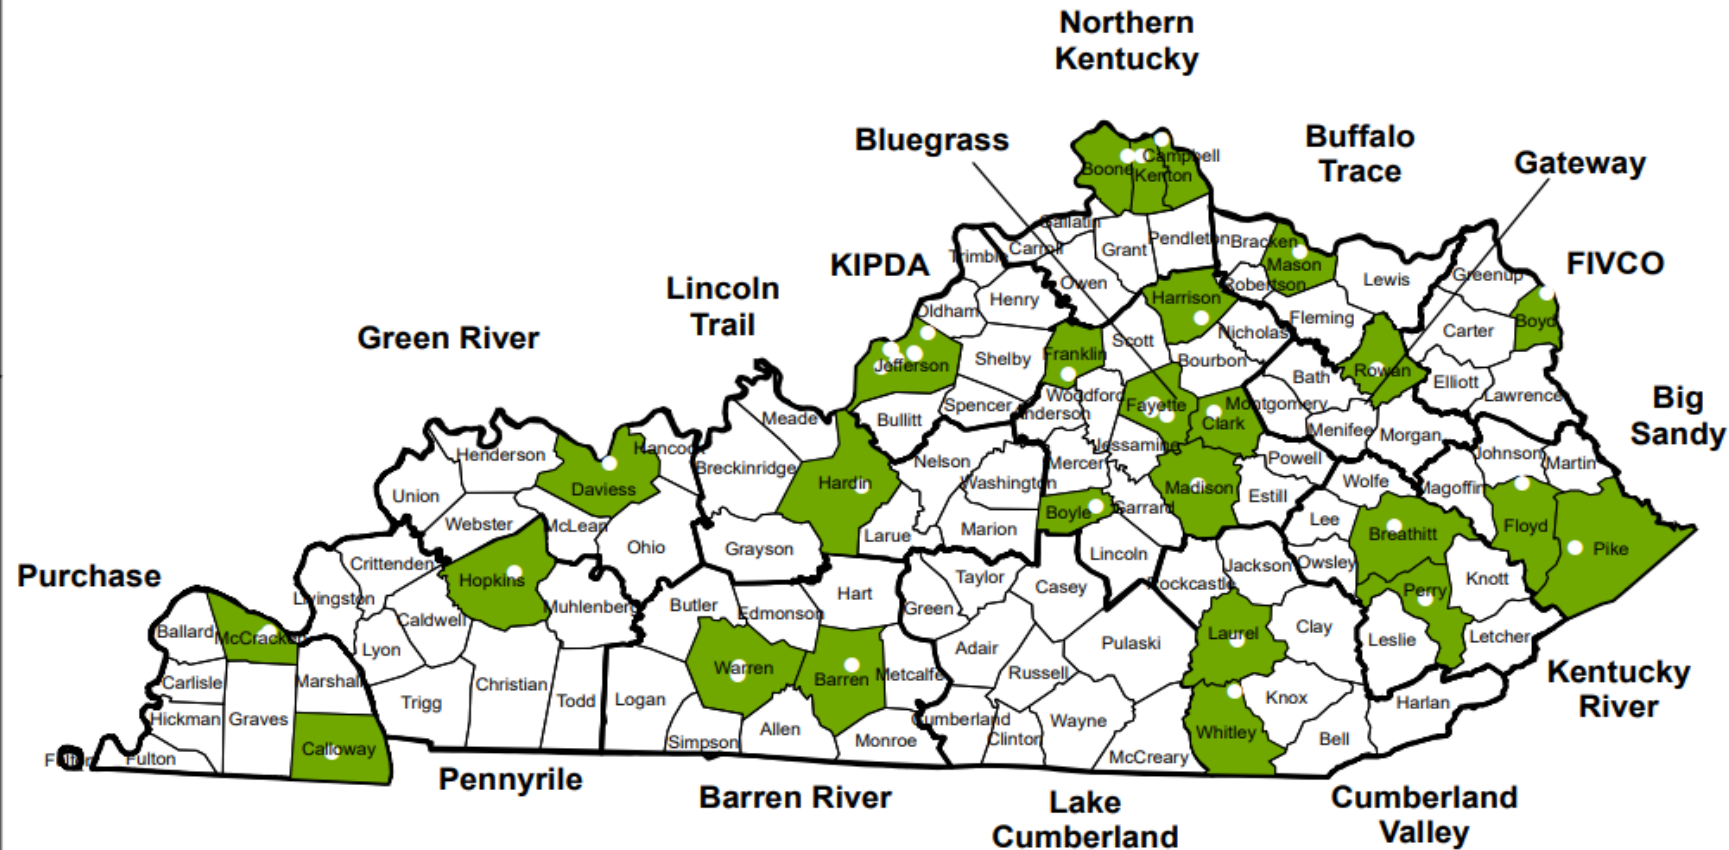 Northern
Kentucky
Bluegrass
Buffalo
Trace
Gateway
KIPDA
FIVCO
Lincoln
Trail
Green River
Big
Sandy
Purchase
Kentucky
River
Pennyrile
Barren River
Lake
Cumberland
Cumberland
Valley
Boone
Campbell
Kenton
Gallatin
Carroll
Trimble
Grant
Pendleton
Bracken
Mason
Robertson
Lewis
Greenup
Owen
Henry
Oldham
Harrison
Nicholas
Fleming
Carter
Boyd
Scott
Franklin
Shelby
Jefferson
Bourbon
Bath
Rowan
Elliott
Lawrence
Woodford
Anderson
Spencer
Bullitt
Fayette
Clark
Montgomery
Menifee
Morgan
Meade
Hancock
Henderson
Breckinridge
Nelson
Washington
Mercer
Jessamine
Powell
Johnson
Martin
Magoffin
Wolfe
Estill
Madison
Garrard
Boyle
Hardin
Daviess
Union
Webster
McLean
Ohio
Grayson
Larue
Marion
Lincoln
Lee
Breathitt
Floyd
Pike
Owsley
Jackson
Rockcastle
Knott
Perry
Crittenden
Hopkins
Livingston
Caldwell
Muhlenberg
Butler
Edmonson
Hart
Taylor
Green
Casey
Pulaski
Laurel
Clay
Leslie
Letcher
Ballard
McCracken
Lyon
Carlisle
Marshall
Warren
Barren
Metcalfe
Adair
Russell
Knox
Harlan
Hickman
Graves
Trigg
Christian
Todd
Logan
Simpson
Allen
Monroe
Cumberland
Clinton
Wayne
McCreary
Whitley
Bell
Calloway
Fulton
Fulton